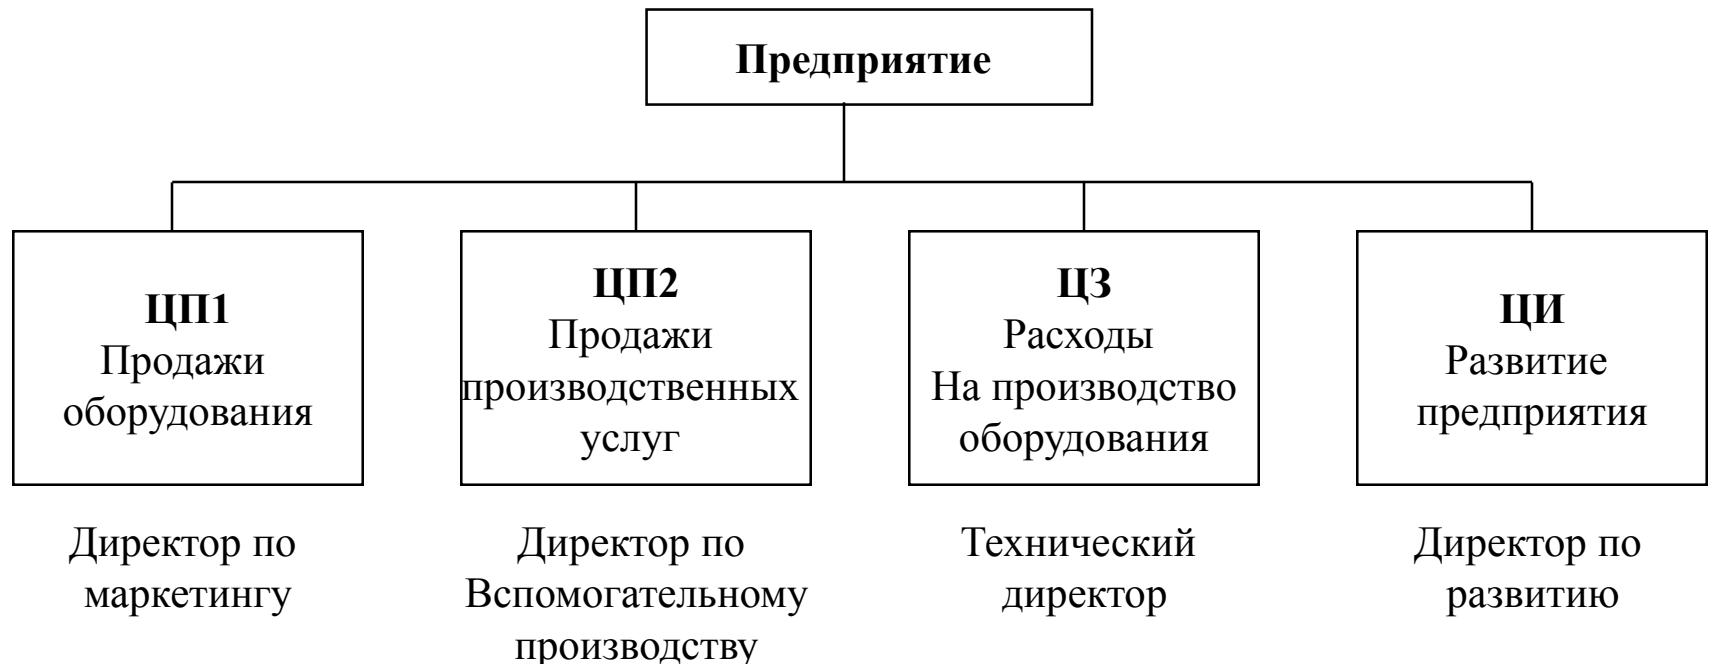 Предприятие
ЦП1
Продажи
оборудования
ЦП2
Продажи
производственных
услуг
ЦЗ
Расходы
На производство
оборудования
ЦИ
Развитие
предприятия
Директор по
маркетингу
Директор по
Вспомогательному
производству
Технический
директор
Директор по
развитию